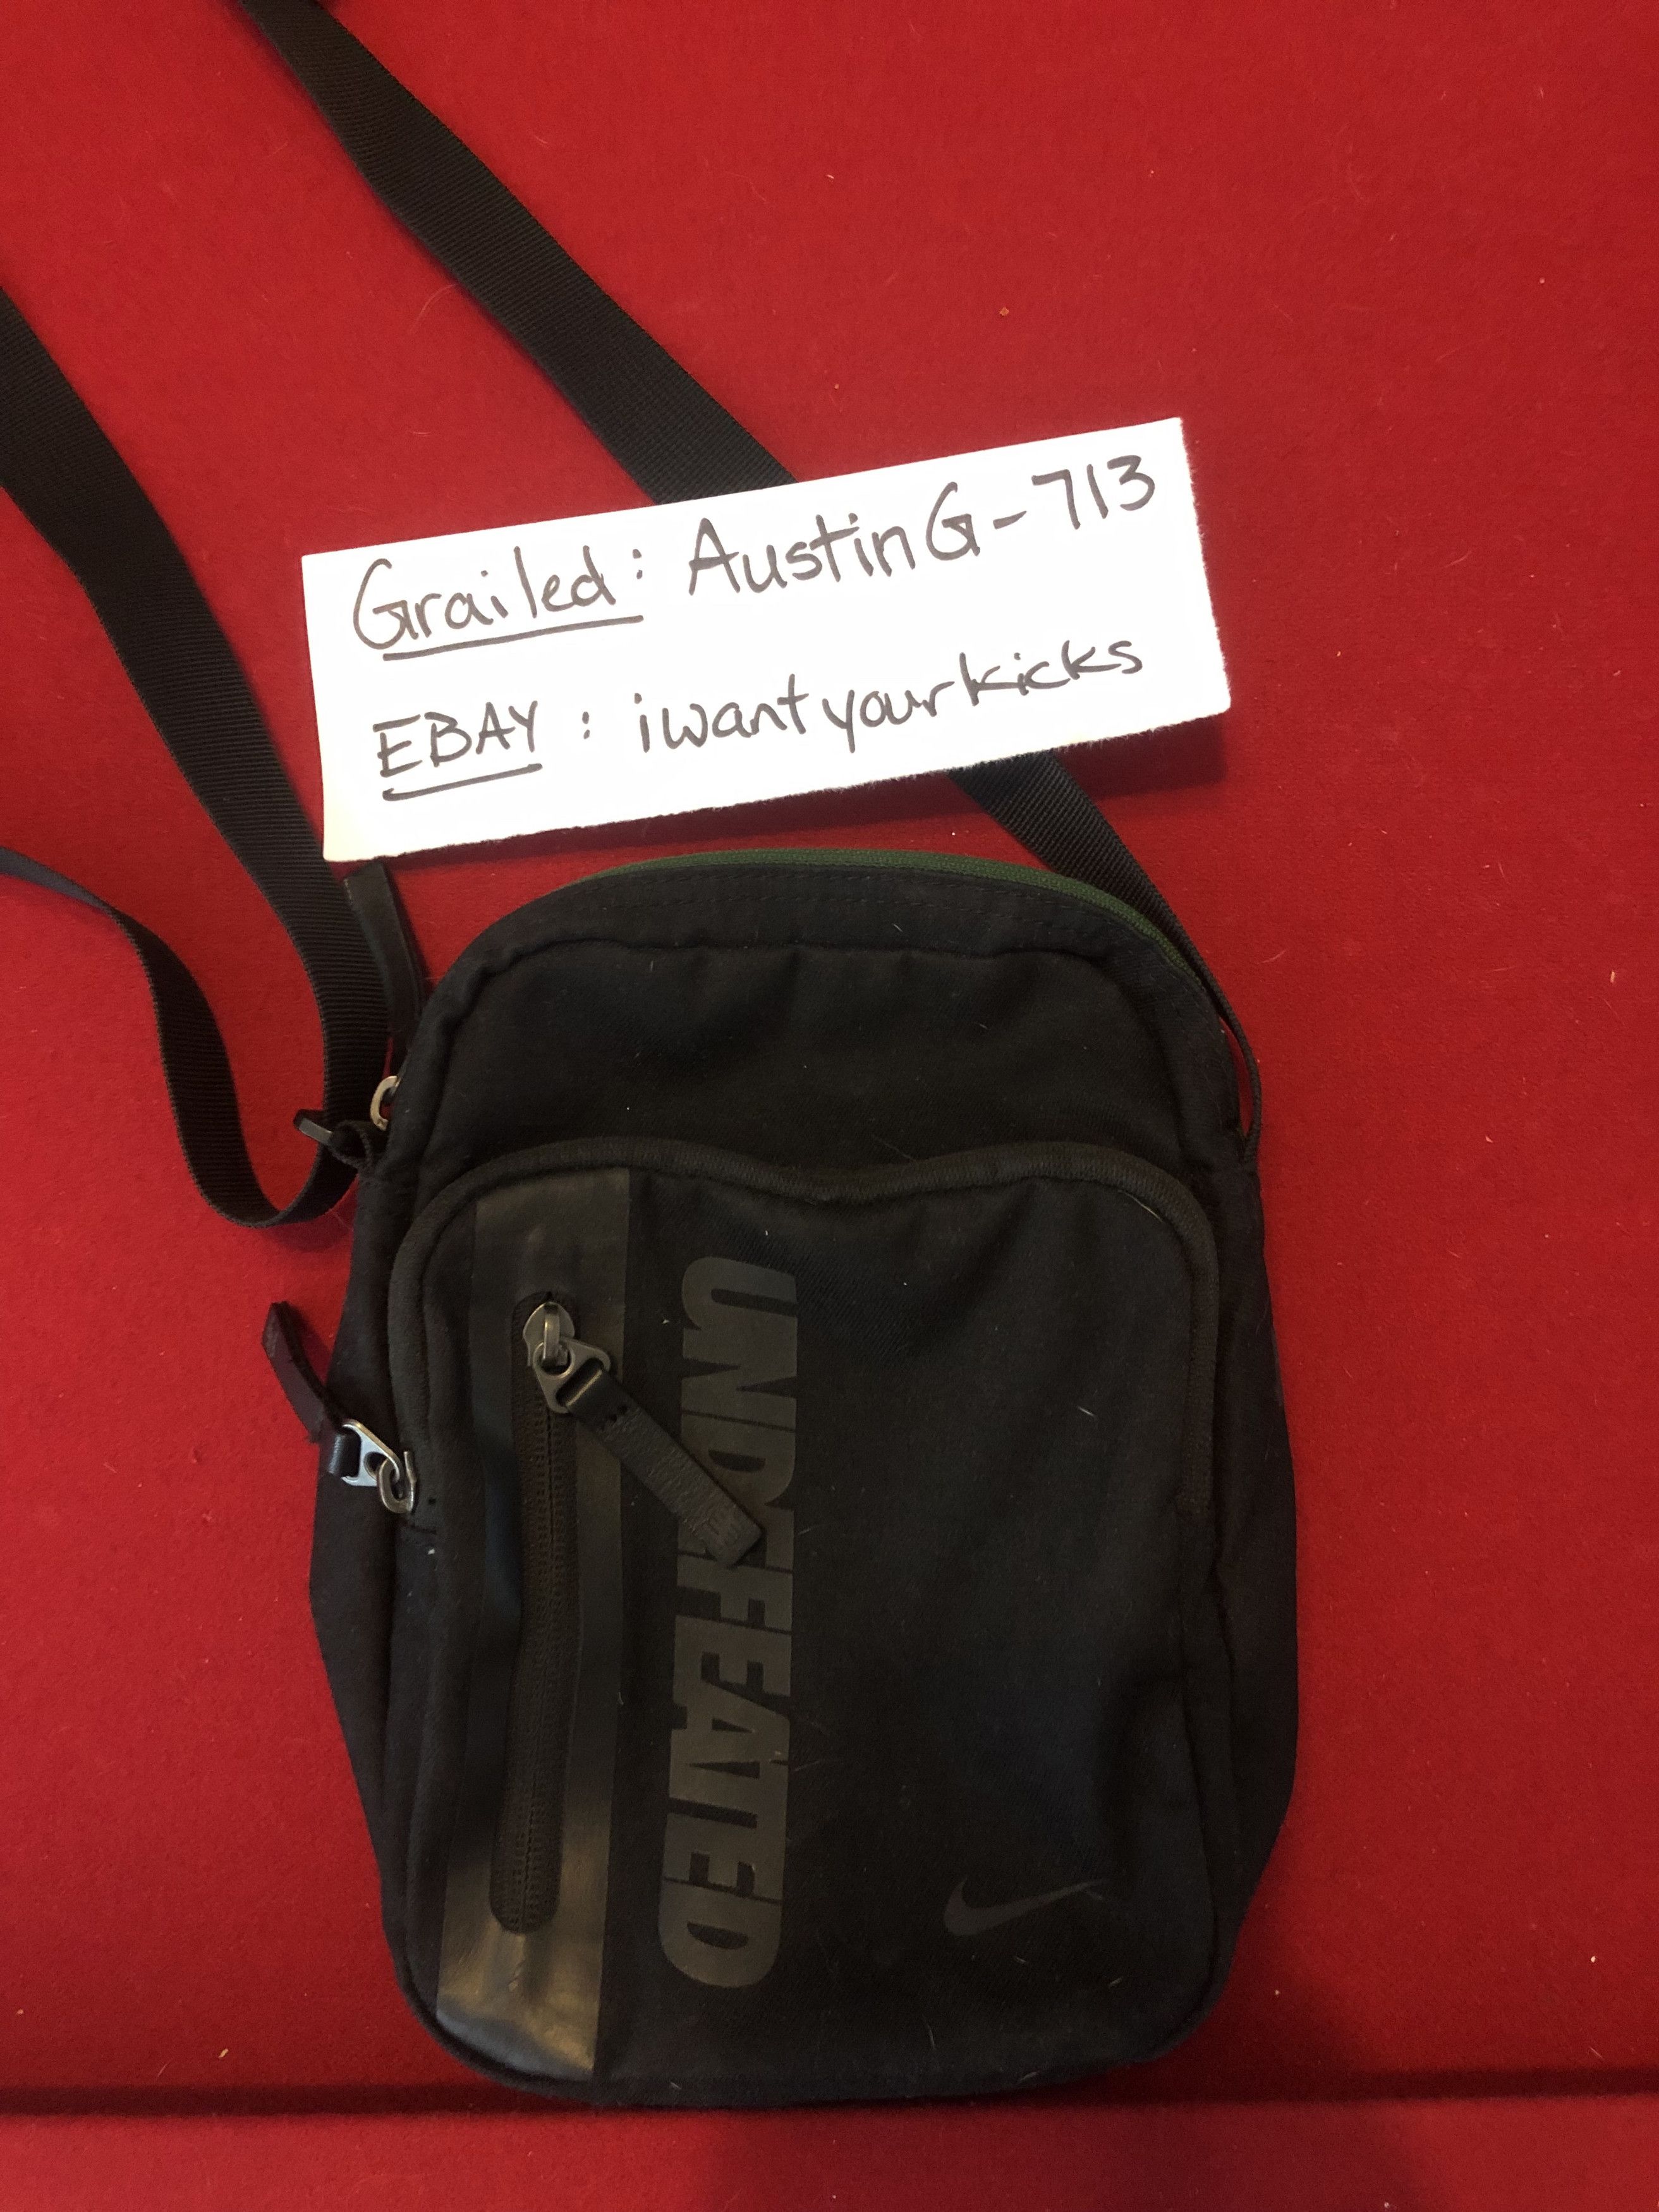 Grailed: AustinG-713
EBAY: iwantyourkicks
UNDEFEATED